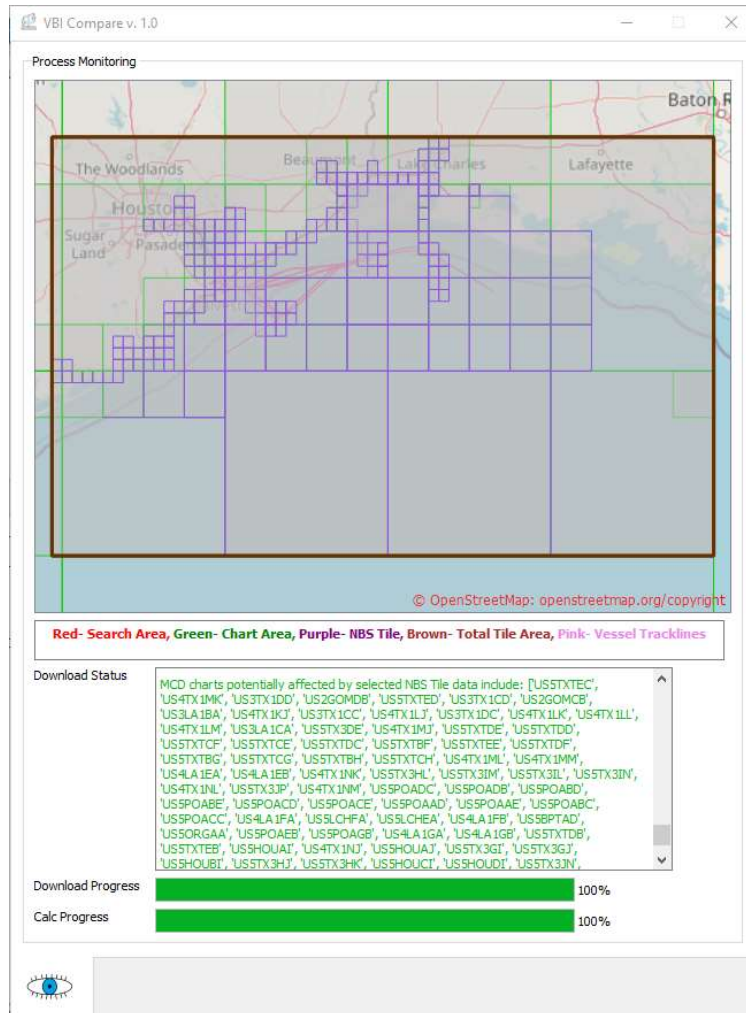 VBI Compare v. 1.0
Process Monitoring
Baton R
The Woodlands
Beaumont
Lake Charles
Lafayette
Houston
Sugar
Land
Pasadena
© OpenStreetMap: openstreetmap.org/copyright
Red- Search Area, Green- Chart Area, Purple- NBS Tile, Brown- Total Tile Area, Pink- Vessel Tracklines
Download Status
MCD charts potentially affected by selected NBS Tile data include: ['US5TXTEC',
'US4TX1MK', 'US3TX1DD', 'US2GOMDB', 'US5TXTED', 'US3TX1CD', 'US2GOMCB',
'US3LA1BA', 'US4TX1KJ', 'US3TX1CC', 'US4TX1LJ', 'US3TX1DC', 'US4TX1LK', 'US4TX1LL',
'US4TX1LM', 'US3LA1CA', 'US5TX3DE', 'US4TX1MJ', 'US5TXTDE', 'US5TXTDD',
'US5TXTCF', 'US5TXTCE', 'US5TXTDC', 'US5TXTBF', 'US5TXTEE', 'US5TXTDF',
'US5TXTBG', 'US5TXTCG', 'US5TXTBH', 'US5TXTCH', 'US4TX1ML', 'US4TX1MM',
'US4LA1EA', 'US4LA1EB', 'US4TX1NK', 'US5TX3HL', 'US5TX3IM', 'US5TX3IL', 'US5TX3IN',
'US4TX1NL', 'US5TX3JP', 'US4TX1NM', 'US5POADC', 'US5POADB', 'US5POABD',
'US5POABE', 'US5POACD', 'US5POACE', 'US5POAAD', 'US5POAAE', 'US5POABC',
'US5POACC', 'US4LA1FA', 'US5LCHFA', 'US5LCHEA', 'US4LA1FB', 'US5BPTAD',
'US5ORGAA', 'US5POAEB', 'US5POAGB', 'US4LA1GA', 'US4LA1GB', 'US5TXTDB',
'US5TXTEB', 'US5HOUAI', 'US4TX1NJ', 'US5HOUAJ', 'US5TX3GI', 'US5TX3GJ',
'US5HOUBI', 'US5TX3HJ', 'US5TX3HK', 'US5HOUCI', 'US5HOUDI', 'US5TX3JN',
Download Progress
100%
Calc Progress
100%